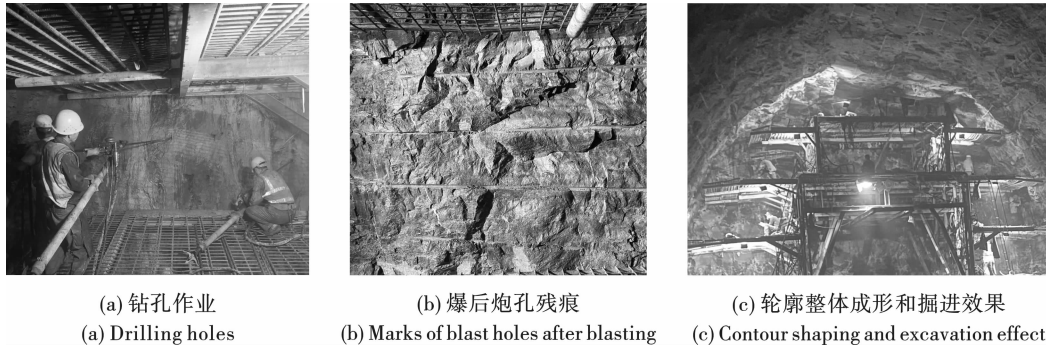 (a) 钻孔作业
(a) Drilling holes
(b) 爆后炮孔残痕
(b) Marks of blast holes after blasting
(c) 轮廓整体成形和掘进效果
(c) Contour shaping and excavation effect